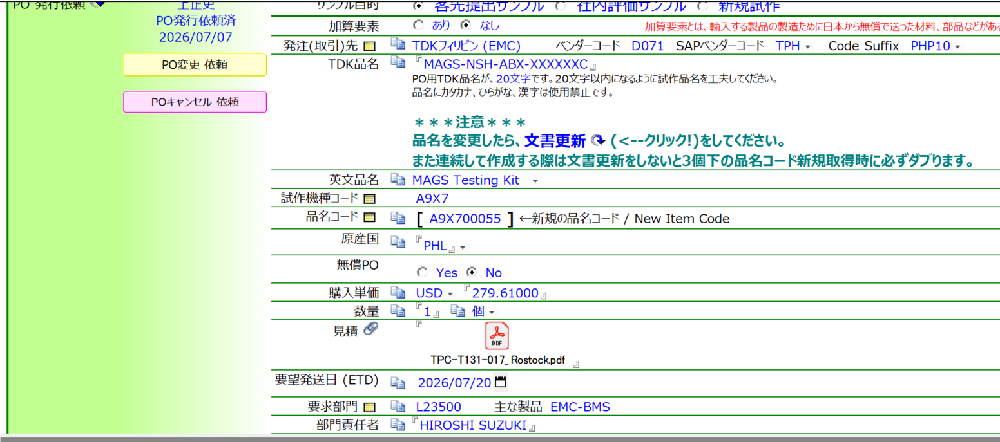 PO 発行依頼
上正史
PO発行依頼済
2026/07/07
PO変更 依頼
POキャンセル 依頼
サンプル目的 客先提出サンプル 社内評価サンプル 新規試作
加算要素 あり なし 加算要素とは、輸入する製品の製造ために日本から無償で送った材料、部品などがある
発注(取引)先 TDKフィリピン (EMC) ベンダーコード D071 SAPベンダーコード TPH Code Suffix PHP10
TDK品名 『MAGS-NSH-ABX-XXXXXXC』
PO用TDK品名が、20文字です。20文字以内になるように試作品名を工夫してください。
品名にカタカナ、ひらがな、漢字は使用禁止です。
＊＊＊注意＊＊＊
品名を変更したら、文書更新 (<--クリック!)をしてください。
また連続して作成する際は文書更新をしないと3個下の品名コード新規取得時に必ずダブります。
英文品名 MAGS Testing Kit
試作機種コード A9X7
品名コード [ A9X700055 ] ←新規の品名コード / New Item Code
原産国 『PHL』
無償PO Yes No
購入単価 USD 『279.61000』
数量 『1』 個
見積 『
PDF
TPC-T131-017_Rostock.pdf 』
要望発送日 (ETD) 2026/07/20
要求部門 L23500 主な製品 EMC-BMS
部門責任者 『HIROSHI SUZUKI』